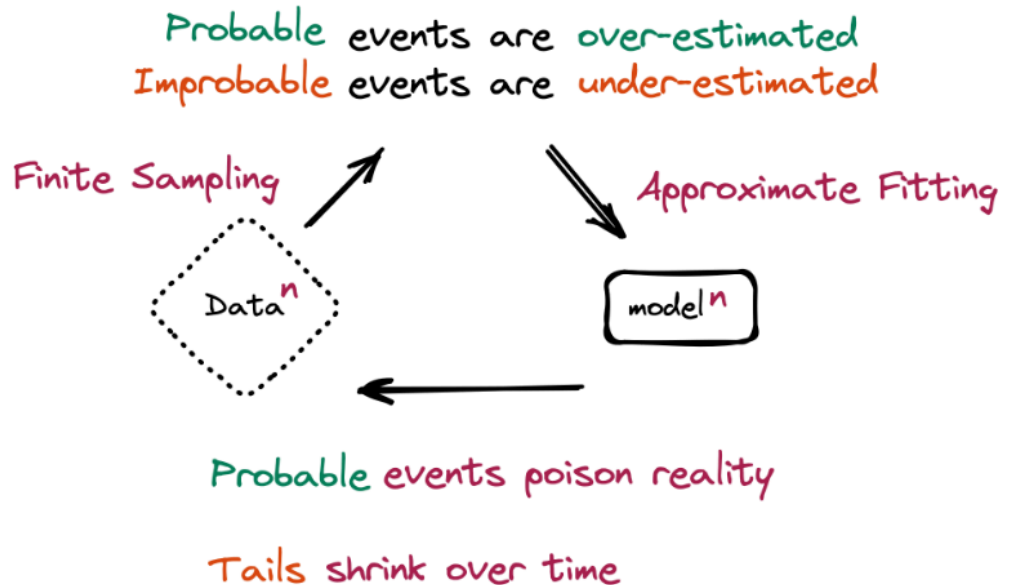 Probable events are over-estimated
Improbable events are under-estimated
Finite Sampling
Approximate Fitting
Data^n
model^n
Probable events poison reality
Tails shrink over time